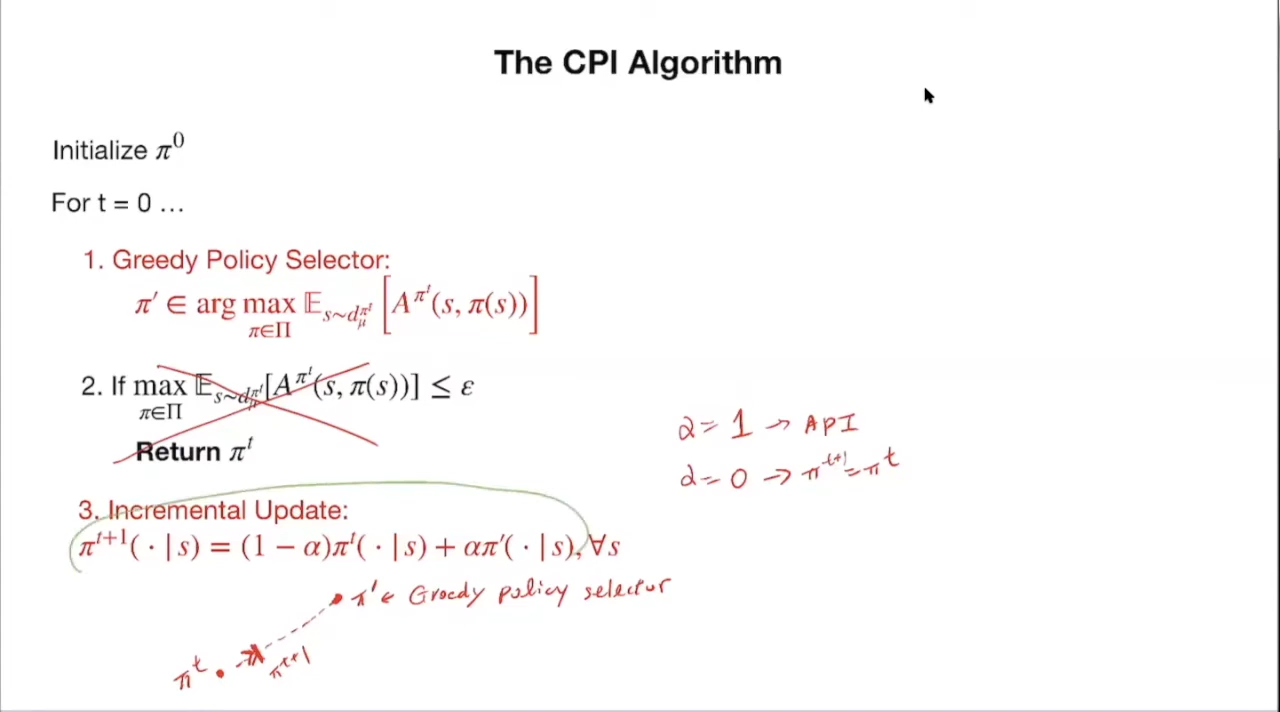 The CPI Algorithm
Initialize π⁰
For t = 0 …
1. Greedy Policy Selector:
π′ ∈ arg max_{π∈Π} 𝔼_{s∼d_μ^{π^t}} [A^{π^t}(s, π(s))]
2. If max_{π∈Π} 𝔼_{s∼d_μ^{π^t}}[A^{π^t}(s, π(s))] ≤ ε
Return π^t
α = 1 → API
α = 0 → π^{t+1} = π^t
3. Incremental Update:
π^{t+1}( · | s) = (1 − α)π^t( · | s) + απ′( · | s), ∀s
π′ ← Greedy policy selector
π^t
π^{t+1}